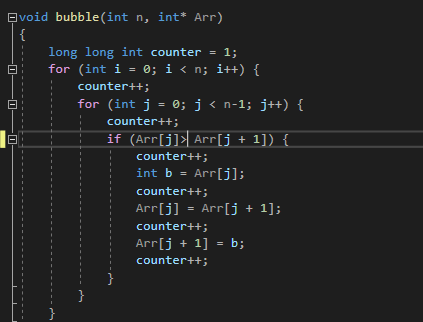 void bubble(int n, int* Arr)
{
    long long int counter = 1;
    for (int i = 0; i < n; i++) {
        counter++;
        for (int j = 0; j < n-1; j++) {
            counter++;
            if (Arr[j]> Arr[j + 1]) {
                counter++;
                int b = Arr[j];
                counter++;
                Arr[j] = Arr[j + 1];
                counter++;
                Arr[j + 1] = b;
                counter++;
            }
        }
    }